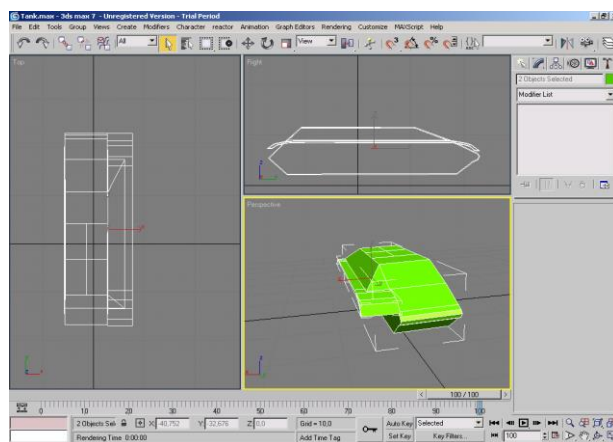 Tank.max - 3ds max 7 - Unregistered Version - Trial Period
File Edit Tools Group Views Create Modifiers Character reactor Animation Graph Editors Rendering Customize MAXScript Help
All
View
Top
Right
Perspective
2 Objects Selected
Modifier List
100 / 100
0 10 20 30 40 50 60 70 80 90 100
2 Objects Sel
X: 40,752
Y: 32,676
Z: 0,0
Grid = 10,0
Auto Key
Selected
Rendering Time 0:00:00
Add Time Tag
Set Key
Key Filters...
100